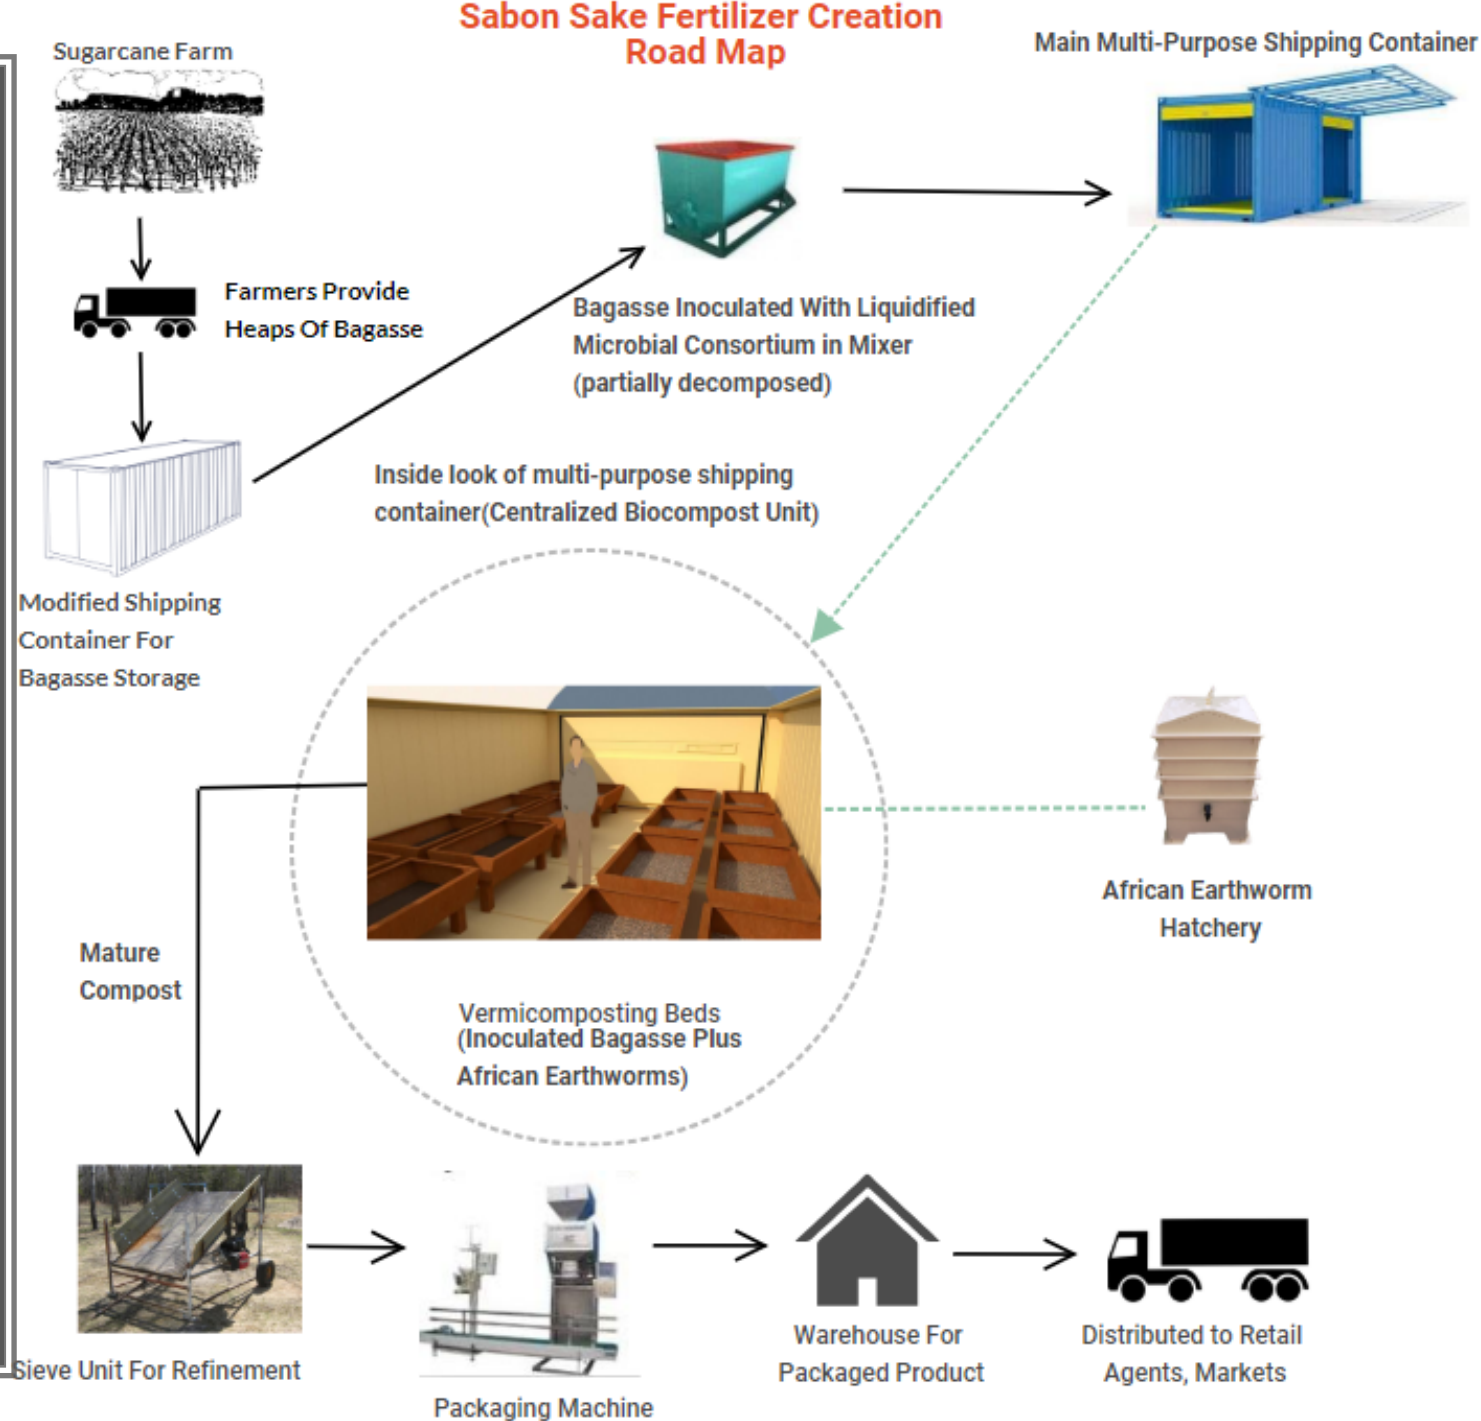 Sabon Sake Fertilizer Creation
Road Map
Sugarcane Farm
Main Multi-Purpose Shipping Container
Farmers Provide
Heaps Of Bagasse
Bagasse Inoculated With Liquidified
Microbial Consortium in Mixer
(partially decomposed)
Inside look of multi-purpose shipping
container(Centralized Biocompost Unit)
Modified Shipping
Container For
Bagasse Storage
African Earthworm
Hatchery
Mature
Compost
Vermicomposting Beds
(Inoculated Bagasse Plus
African Earthworms)
Sieve Unit For Refinement
Packaging Machine
Warehouse For
Packaged Product
Distributed to Retail
Agents, Markets